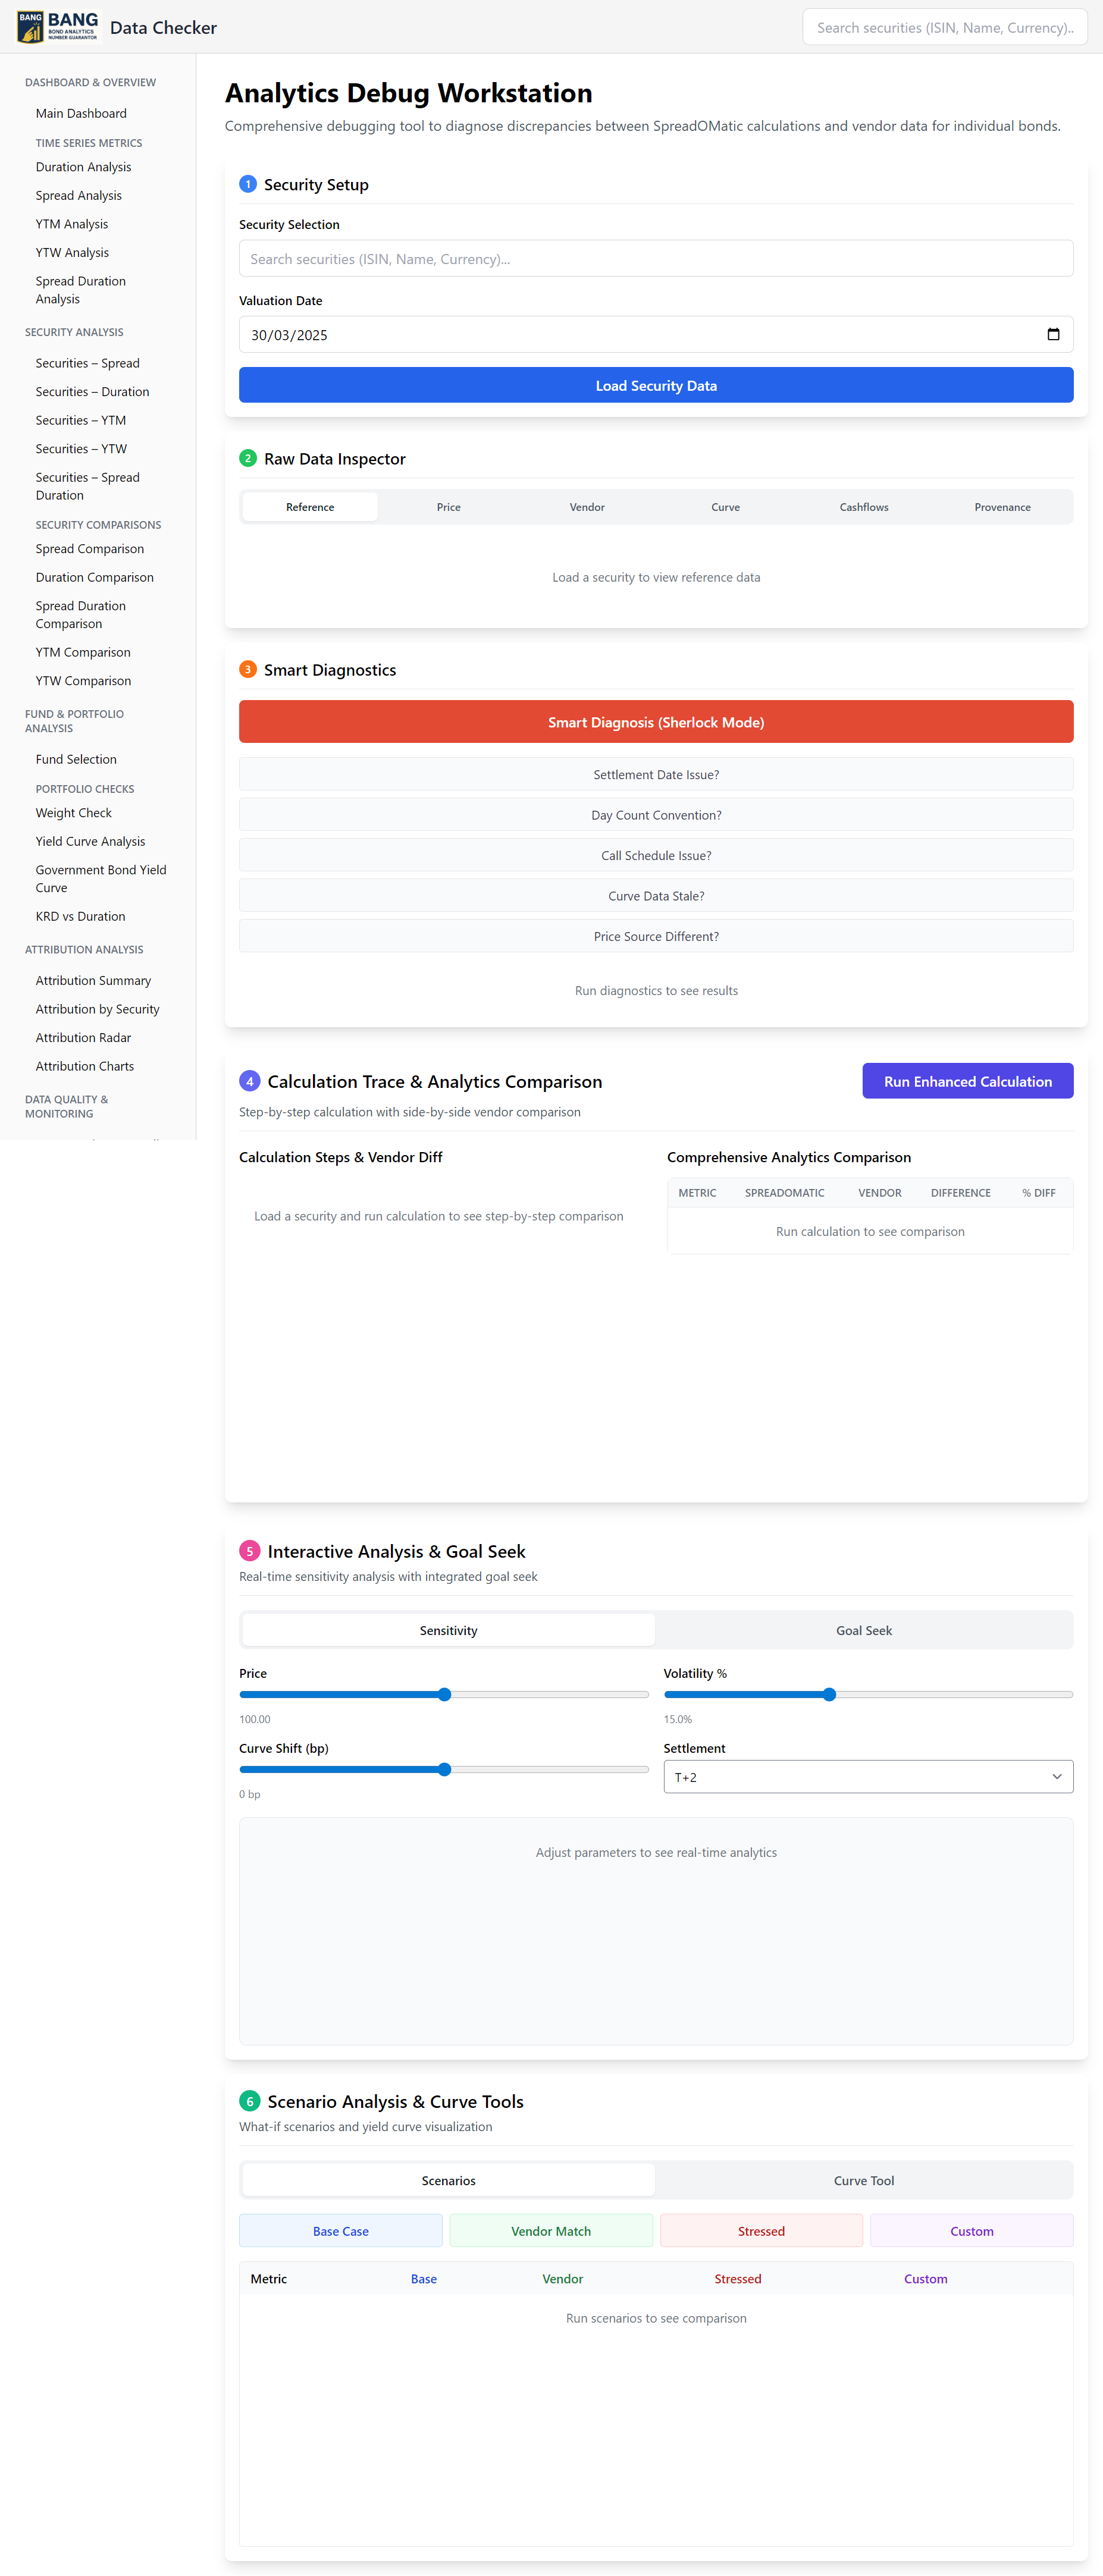 BANG
BANG
BOND ANALYTICS
NUMBER GUARANTOR
Data Checker
Search securities (ISIN, Name, Currency)..
DASHBOARD & OVERVIEW
Main Dashboard
TIME SERIES METRICS
Duration Analysis
Spread Analysis
YTM Analysis
YTW Analysis
Spread Duration
Analysis
SECURITY ANALYSIS
Securities – Spread
Securities – Duration
Securities – YTM
Securities – YTW
Securities – Spread
Duration
SECURITY COMPARISONS
Spread Comparison
Duration Comparison
Spread Duration
Comparison
YTM Comparison
YTW Comparison
FUND & PORTFOLIO
ANALYSIS
Fund Selection
PORTFOLIO CHECKS
Weight Check
Yield Curve Analysis
Government Bond Yield
Curve
KRD vs Duration
ATTRIBUTION ANALYSIS
Attribution Summary
Attribution by Security
Attribution Radar
Attribution Charts
DATA QUALITY &
MONITORING
Analytics Debug Workstation
Comprehensive debugging tool to diagnose discrepancies between SpreadOMatic calculations and vendor data for individual bonds.
1 Security Setup
Security Selection
Search securities (ISIN, Name, Currency)...
Valuation Date
30/03/2025
Load Security Data
2 Raw Data Inspector
Reference Price Vendor Curve Cashflows Provenance
Load a security to view reference data
3 Smart Diagnostics
Smart Diagnosis (Sherlock Mode)
Settlement Date Issue?
Day Count Convention?
Call Schedule Issue?
Curve Data Stale?
Price Source Different?
Run diagnostics to see results
4 Calculation Trace & Analytics Comparison
Run Enhanced Calculation
Step-by-step calculation with side-by-side vendor comparison
Calculation Steps & Vendor Diff
Load a security and run calculation to see step-by-step comparison
Comprehensive Analytics Comparison
METRIC SPREADOMATIC VENDOR DIFFERENCE % DIFF
Run calculation to see comparison
5 Interactive Analysis & Goal Seek
Real-time sensitivity analysis with integrated goal seek
Sensitivity Goal Seek
Price
100.00
Volatility %
15.0%
Curve Shift (bp)
0 bp
Settlement
T+2
Adjust parameters to see real-time analytics
6 Scenario Analysis & Curve Tools
What-if scenarios and yield curve visualization
Scenarios Curve Tool
Base Case Vendor Match Stressed Custom
Metric Base Vendor Stressed Custom
Run scenarios to see comparison